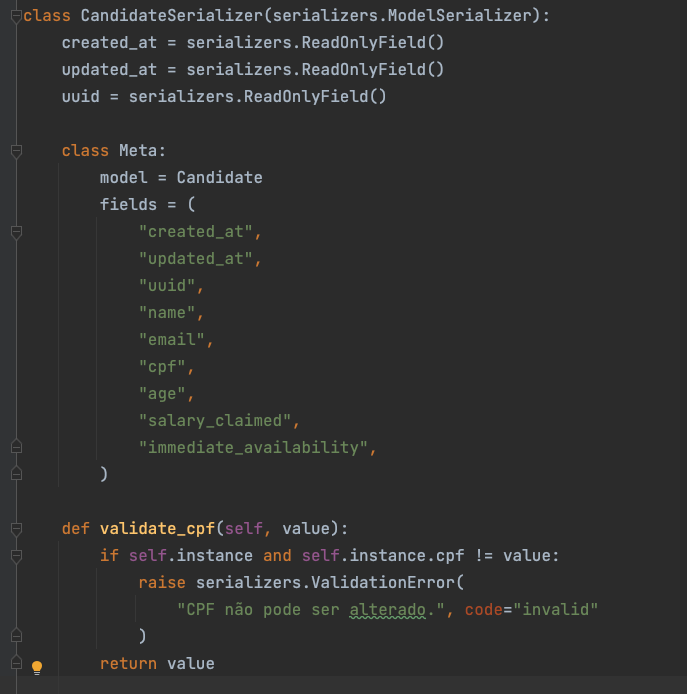 class CandidateSerializer(serializers.ModelSerializer):
    created_at = serializers.ReadOnlyField()
    updated_at = serializers.ReadOnlyField()
    uuid = serializers.ReadOnlyField()

    class Meta:
        model = Candidate
        fields = (
            "created_at",
            "updated_at",
            "uuid",
            "name",
            "email",
            "cpf",
            "age",
            "salary_claimed",
            "immediate_availability",
        )

    def validate_cpf(self, value):
        if self.instance and self.instance.cpf != value:
            raise serializers.ValidationError(
                "CPF não pode ser alterado.", code="invalid"
            )
        return value